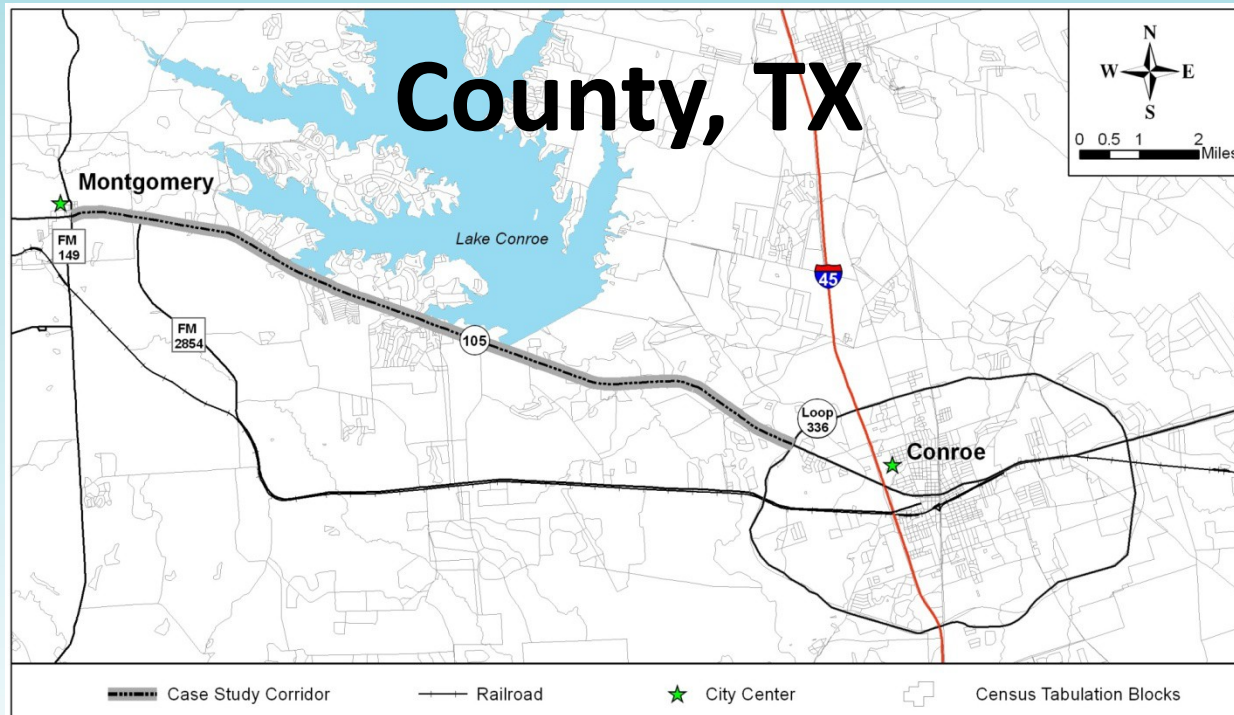 County, TX
N
W E
S
0 0.5 1 2
Miles
Montgomery
FM
149
Lake Conroe
45
FM
2854
105
Loop
336
Conroe
Case Study Corridor
Railroad
City Center
Census Tabulation Blocks